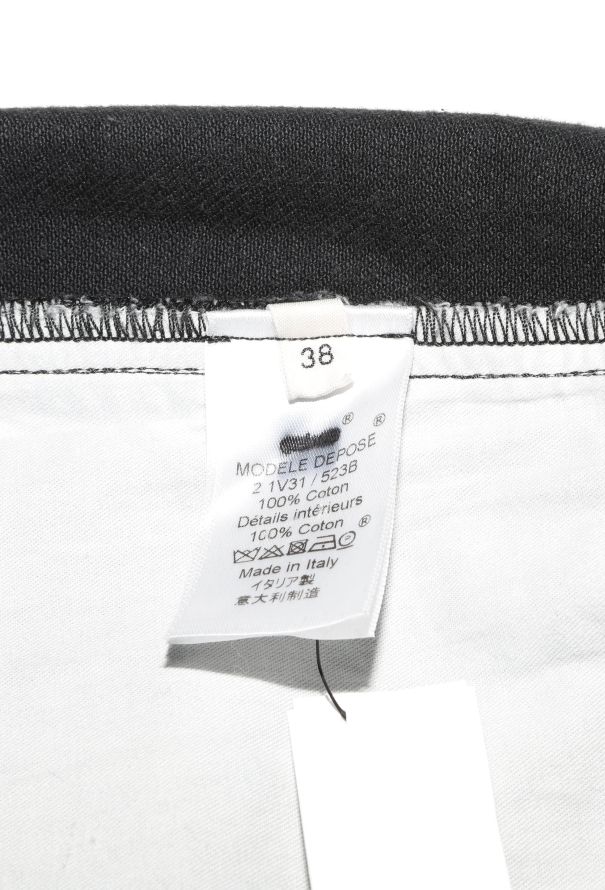 38
® ®
MODELE DEPOSE
2 1V31 / 523B
100% Coton
Détails intérieurs
100% Coton ®
Made in Italy
イタリア製
意大利制造